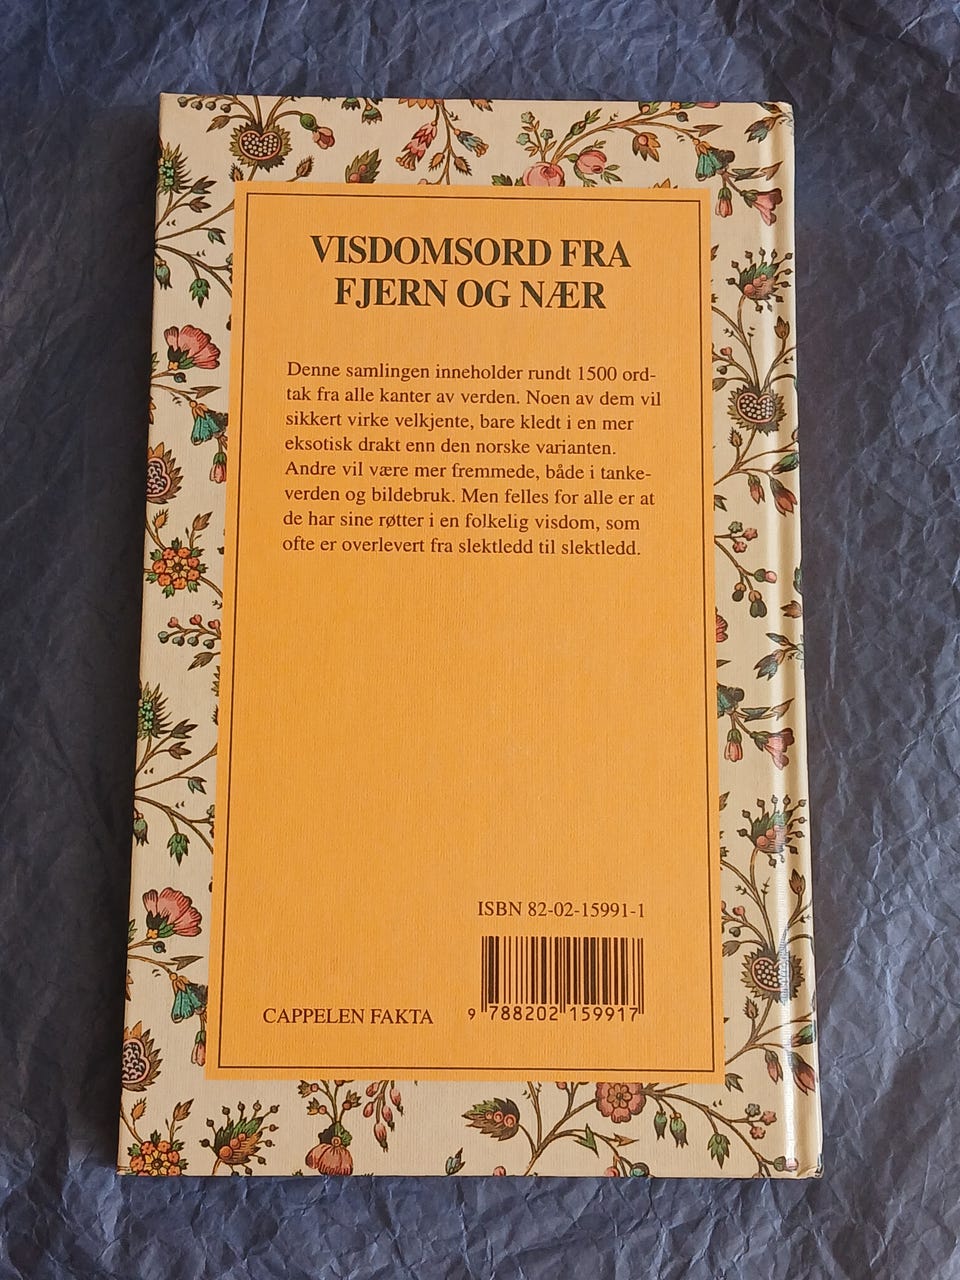 VISDOMSORD FRA
FJERN OG NÆR
Denne samlingen inneholder rundt 1500 ord-
tak fra alle kanter av verden. Noen av dem vil
sikkert virke velkjente, bare kledt i en mer
eksotisk drakt enn den norske varianten.
Andre vil være mer fremmede, både i tanke-
verden og bildebruk. Men felles for alle er at
de har sine røtter i en folkelig visdom, som
ofte er overlevert fra slektledd til slektledd.
ISBN 82-02-15991-1
CAPPELEN FAKTA
9 788202 159917